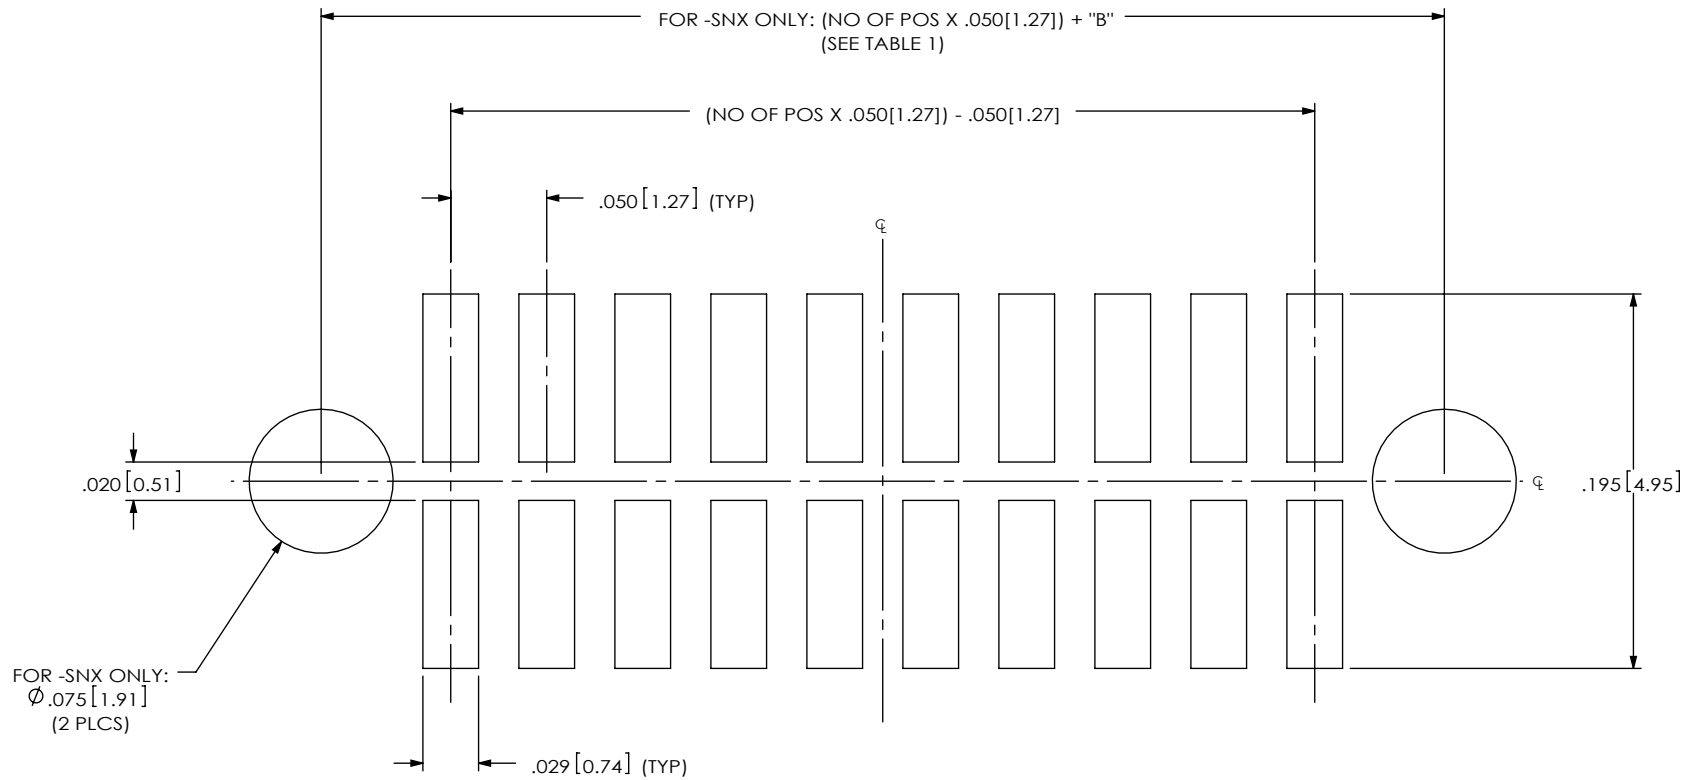 FOR -SNX ONLY: (NO OF POS X .050[1.27]) + "B"
(SEE TABLE 1)
(NO OF POS X .050[1.27]) - .050[1.27]
.050[1.27] (TYP)
℄
.020[0.51]
℄
.195[4.95]
FOR -SNX ONLY:
Ø.075[1.91]
(2 PLCS)
.029[0.74] (TYP)